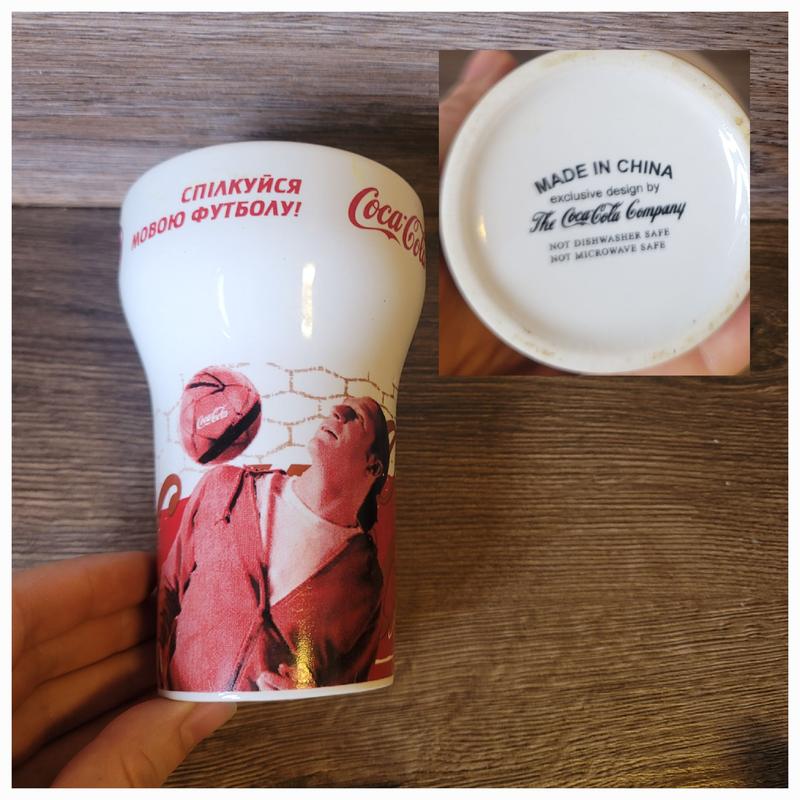 СПІЛКУЙСЯ
МОВОЮ ФУТБОЛУ!
Coca-Cola
Coca-Cola
MADE IN CHINA
exclusive design by
The Coca-Cola Company
NOT DISHWASHER SAFE
NOT MICROWAVE SAFE